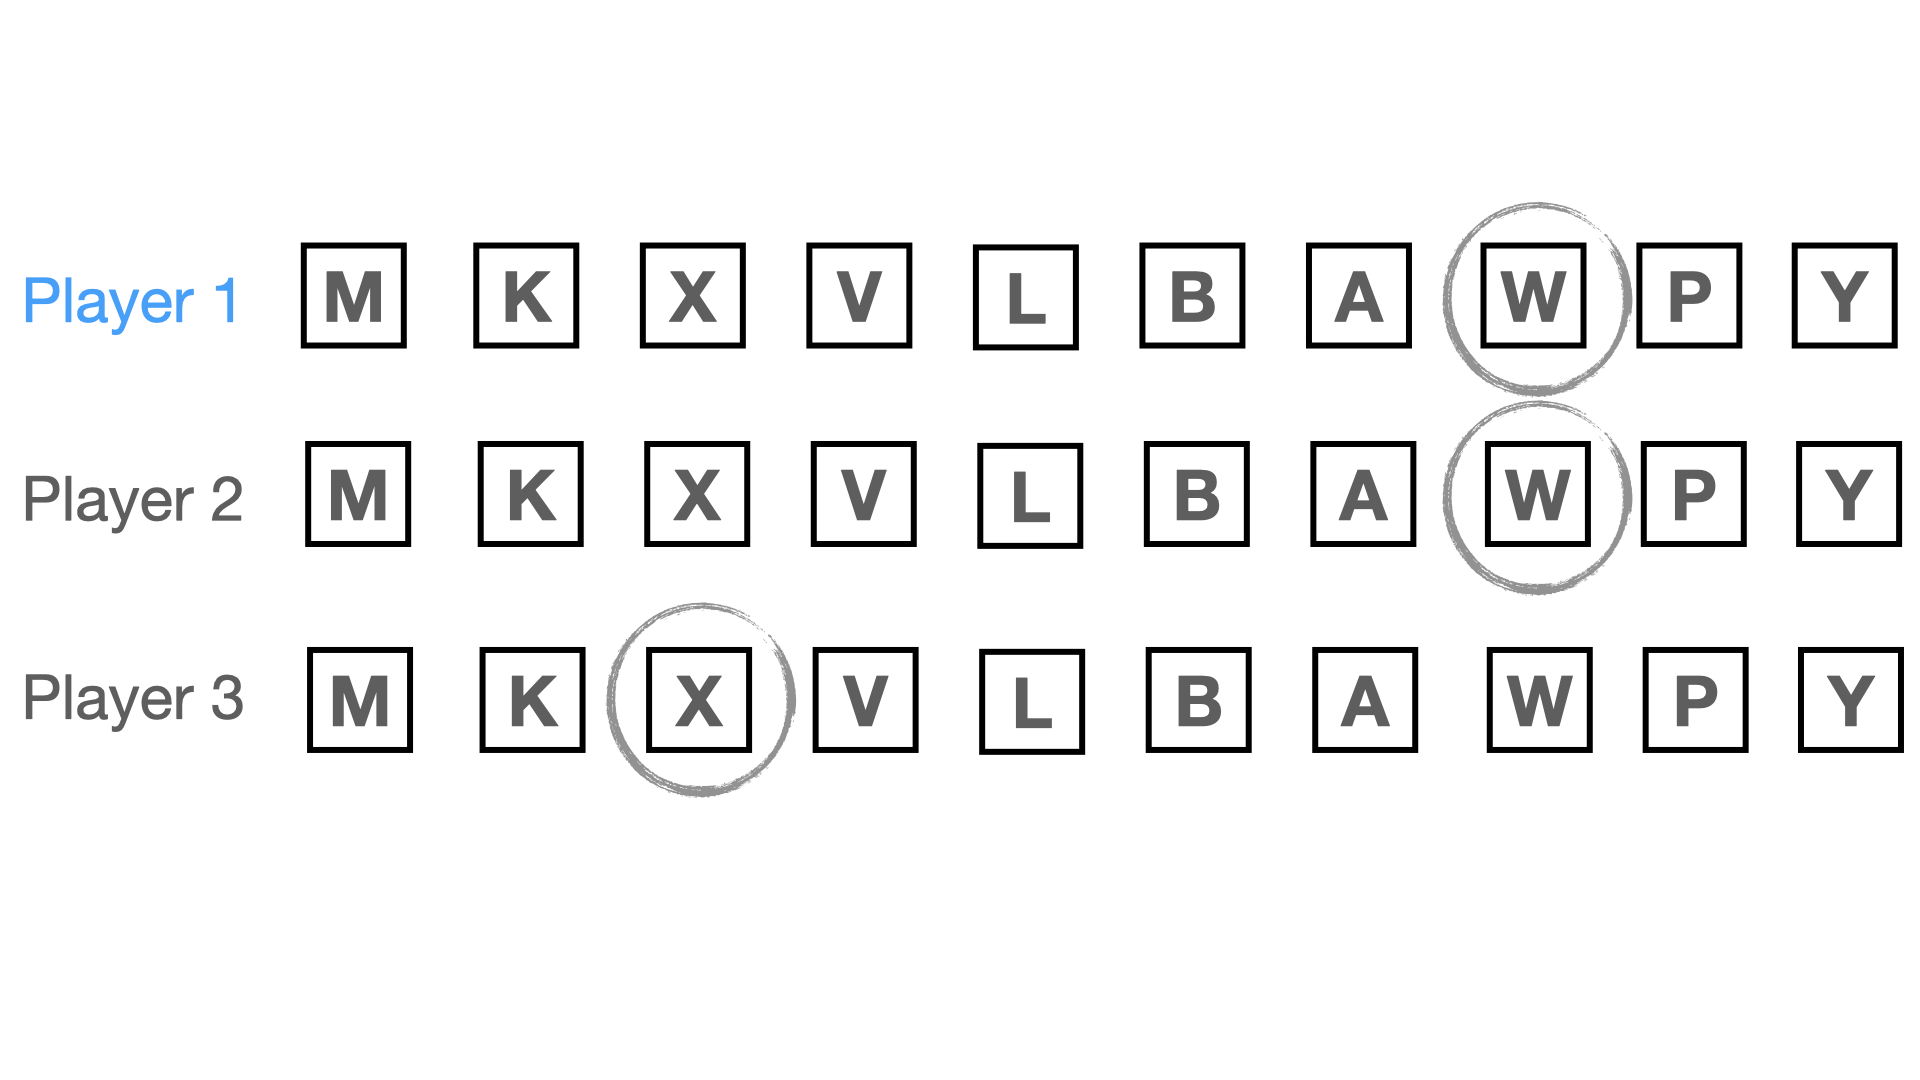 Player 1 M K X V L B A W P Y
Player 2 M K X V L B A W P Y
Player 3 M K X V L B A W P Y